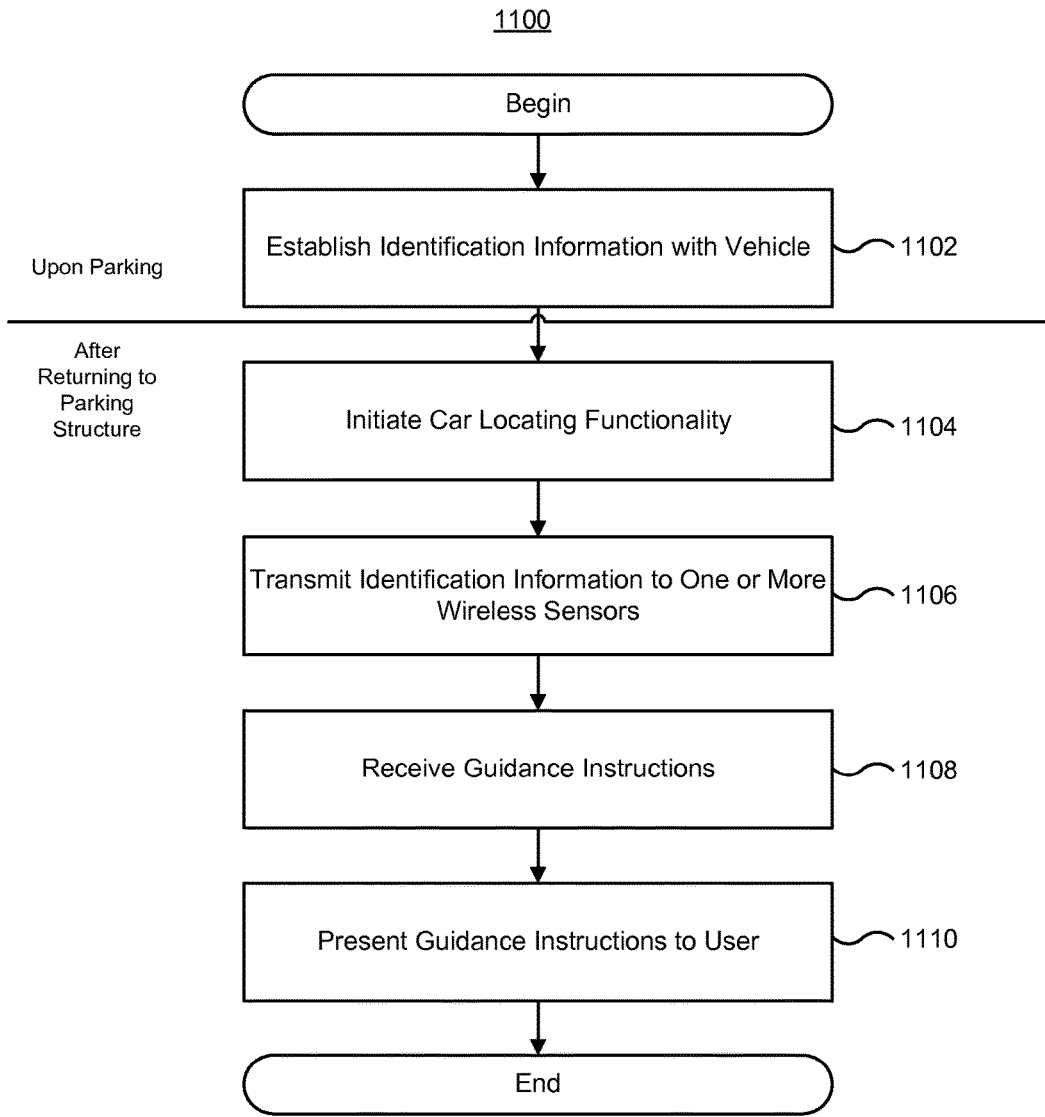 1100
Begin
Establish Identification Information with Vehicle
1102
Upon Parking
After
Returning to
Parking
Structure
Initiate Car Locating Functionality
1104
Transmit Identification Information to One or More
Wireless Sensors
1106
Receive Guidance Instructions
1108
Present Guidance Instructions to User
1110
End